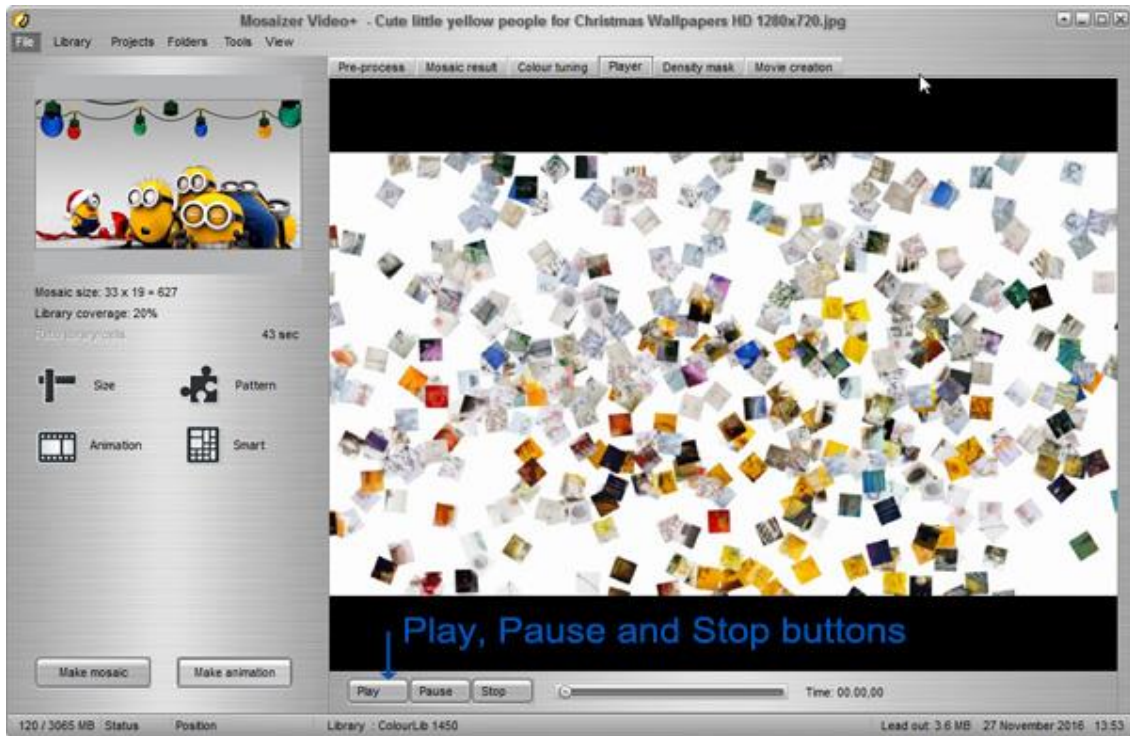 Mosaizer Video+ - Cute little yellow people for Christmas Wallpapers HD 1280x720.jpg
File Library Projects Folders Tools View
Pre-process Mosaic result Colour tuning Player Density mask Movie creation
Mosaic size: 33 x 19 = 627
Library coverage: 20%
43 sec
Size Pattern
Animation Smart
Play, Pause and Stop buttons
Make mosaic Make animation
Play Pause Stop Time: 00.00,00
120 / 3065 MB Status Position Library : ColourLib 1450 Lead out: 3.6 MB 27 November 2016 13:53